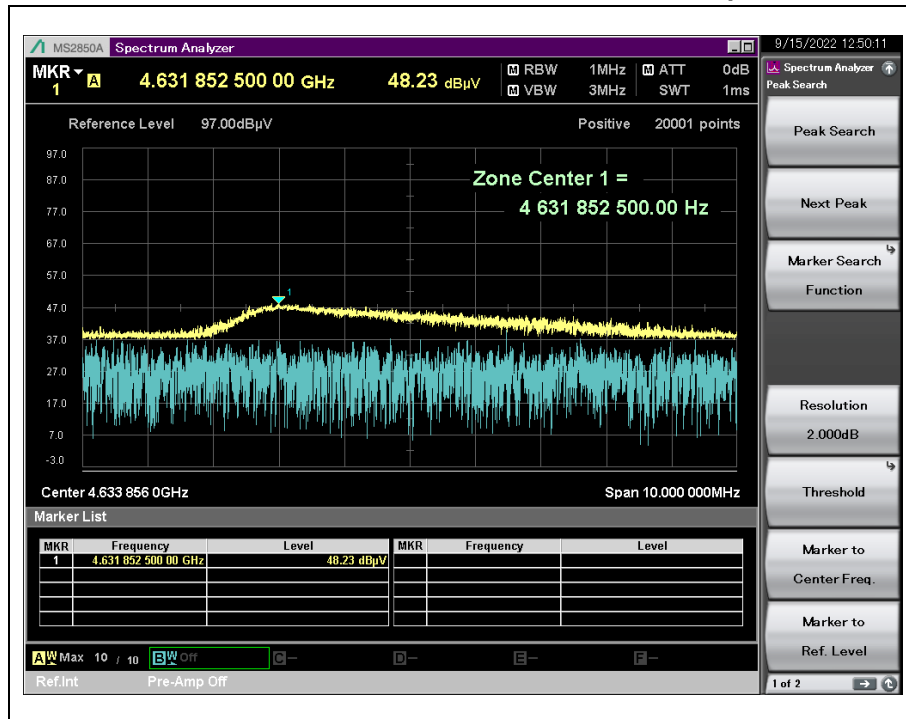 MS2850A Spectrum Analyzer
9/15/2022 12:50:11
MKR 1 A 4.631 852 500 00 GHz 48.23 dBµV
M RBW 1MHz M ATT 0dB
M VBW 3MHz SWT 1ms
Reference Level 97.00dBµV Positive 20001 points
97.0
87.0
77.0
67.0
57.0
47.0
37.0
27.0
17.0
7.0
-3.0
Zone Center 1 =
4 631 852 500.00 Hz
1
Center 4.633 856 0GHz Span 10.000 000MHz
Marker List
MKR Frequency Level MKR Frequency Level
1 4.631 852 500 00 GHz 48.23 dBµV
A W Max 10 / 10 B W Off C – D – E – F –
Ref.Int Pre-Amp Off
Spectrum Analyzer
Peak Search
Peak Search
Next Peak
Marker Search
Function
Resolution
2.000dB
Threshold
Marker to
Center Freq.
Marker to
Ref. Level
1 of 2